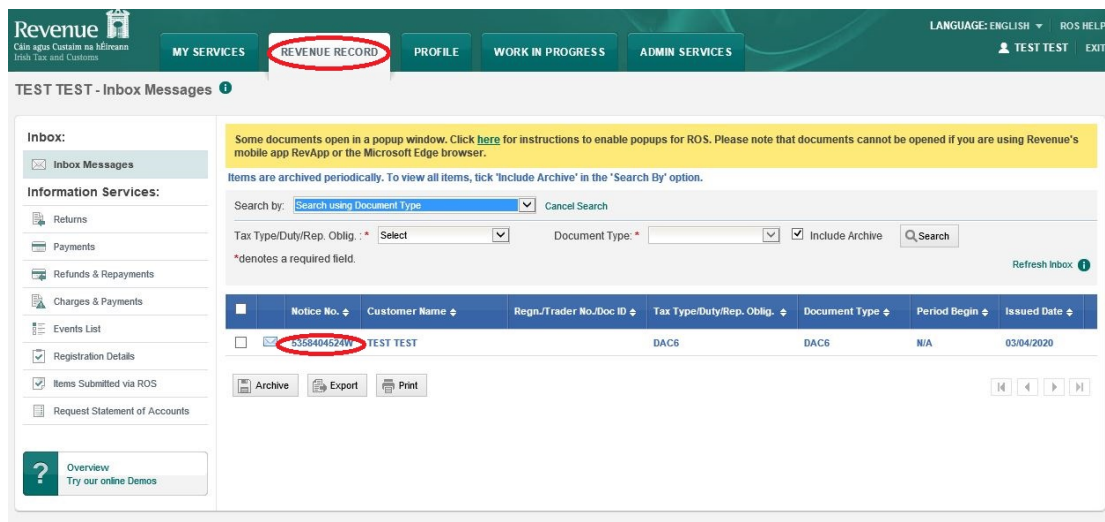 Revenue
Cáin agus Custaim na hÉireann
Irish Tax and Customs
MY SERVICES
REVENUE RECORD
PROFILE
WORK IN PROGRESS
ADMIN SERVICES
LANGUAGE: ENGLISH
ROS HELP
TEST TEST
EXIT
TEST TEST - Inbox Messages
Inbox:
Inbox Messages
Information Services:
Returns
Payments
Refunds & Repayments
Charges & Payments
Events List
Registration Details
Items Submitted via ROS
Request Statement of Accounts
?
Overview
Try our online Demos
Some documents open in a popup window. Click here for instructions to enable popups for ROS. Please note that documents cannot be opened if you are using Revenue's
mobile app RevApp or the Microsoft Edge browser.
Items are archived periodically. To view all items, tick 'Include Archive' in the 'Search By' option.
Search by: Search using Document Type Cancel Search
Tax Type/Duty/Rep. Oblig. : * Select Document Type: * Include Archive Search
*denotes a required field.
Refresh Inbox
Notice No. Customer Name Regn./Trader No./Doc ID Tax Type/Duty/Rep. Oblig. Document Type Period Begin Issued Date
5358404524W TEST TEST DAC6 DAC6 N/A 03/04/2020
Archive Export Print